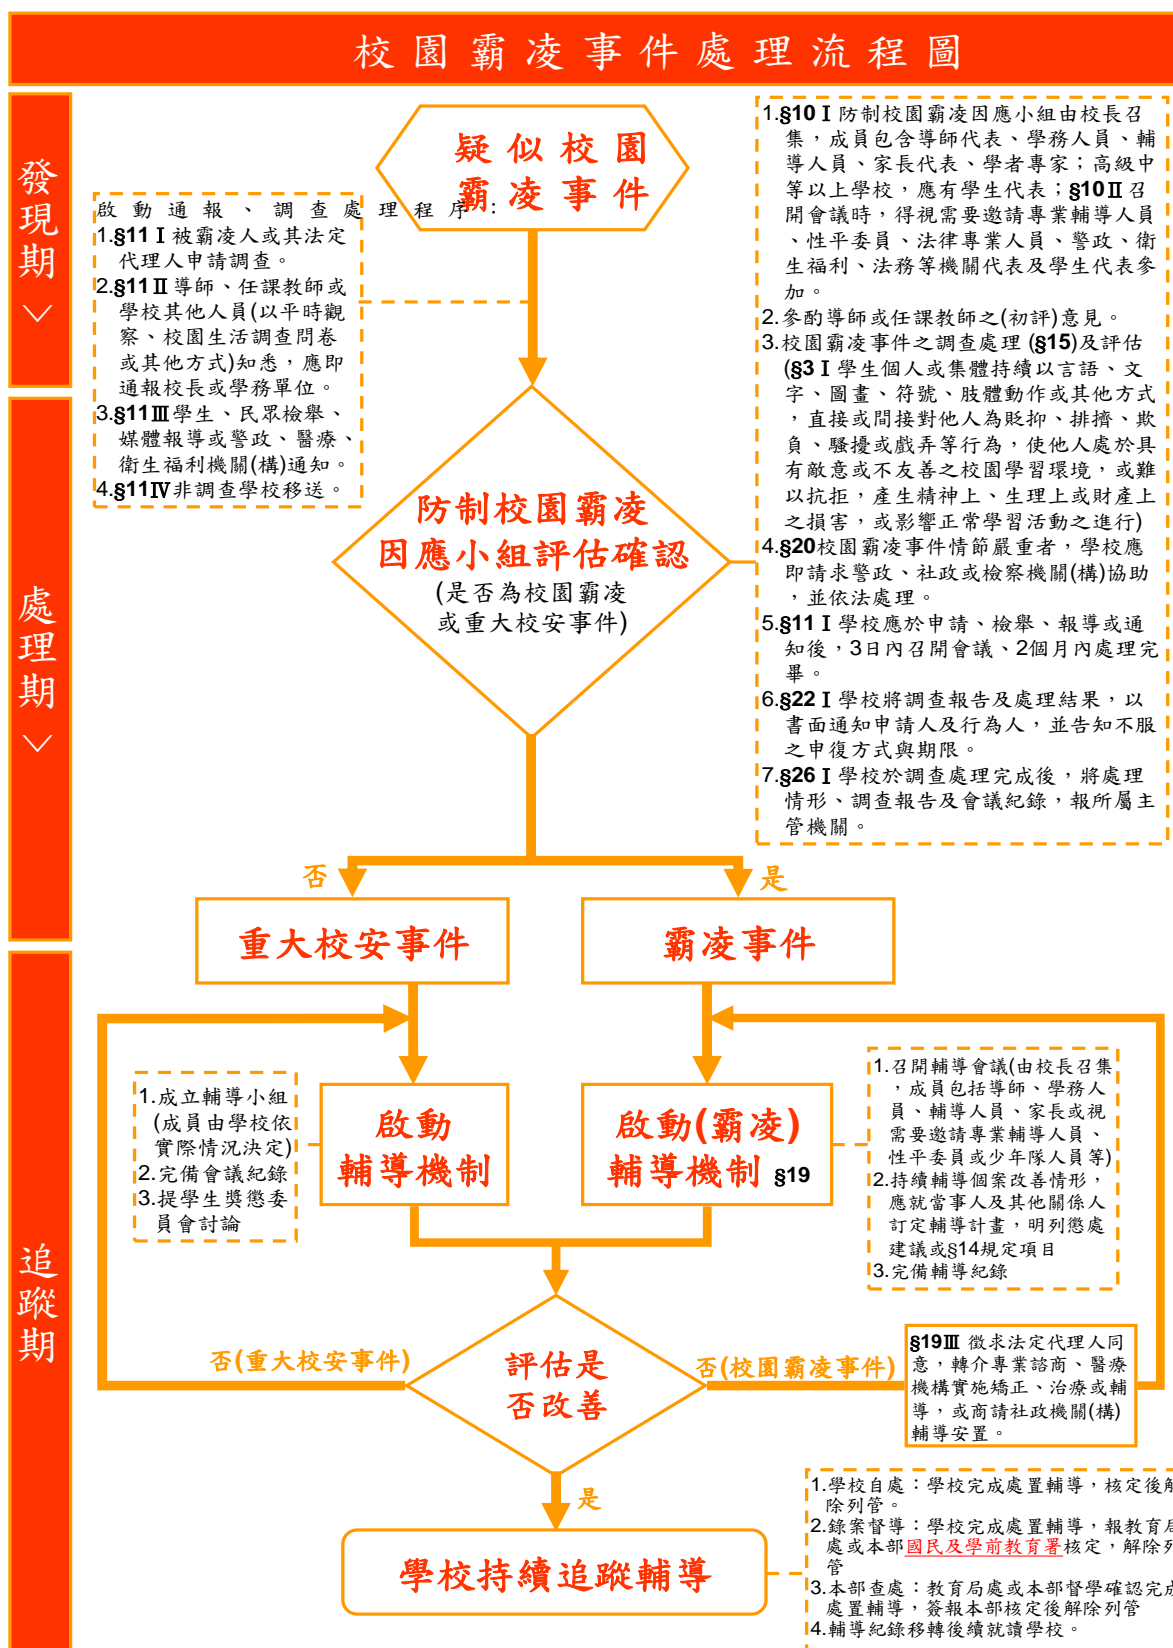 校園霸凌事件處理流程圖
發現期﹀
疑似校園
霸凌事件
啟動通報、調查處理程序：
1.§11Ⅰ被霸凌人或其法定
代理人申請調查。
2.§11Ⅱ導師、任課教師或
學校其他人員(以平時觀
察、校園生活調查問卷
或其他方式)知悉，應即
通報校長或學務單位。
3.§11Ⅲ學生、民眾檢舉、
媒體報導或警政、醫療、
衛生福利機關(構)通知。
4.§11Ⅳ非調查學校移送。
1.§10Ⅰ防制校園霸凌因應小組由校長召
集，成員包含導師代表、學務人員、輔
導人員、家長代表、學者專家；高級中
等以上學校，應有學生代表；§10Ⅱ召
開會議時，得視需要邀請專業輔導人員
、性平委員、法律專業人員、警政、衛
生福利、法務等機關代表及學生代表參
加。
2.參酌導師或任課教師之(初評)意見。
3.校園霸凌事件之調查處理 (§15)及評估
(§3Ⅰ學生個人或集體持續以言語、文
字、圖畫、符號、肢體動作或其他方式
，直接或間接對他人為貶抑、排擠、欺
負、騷擾或戲弄等行為，使他人處於具
有敵意或不友善之校園學習環境，或難
以抗拒，產生精神上、生理上或財產上
之損害，或影響正常學習活動之進行)
4.§20校園霸凌事件情節嚴重者，學校應
即請求警政、社政或檢察機關(構)協助
，並依法處理。
5.§11Ⅰ學校應於申請、檢舉、報導或通
知後，3日內召開會議、2個月內處理完
畢。
6.§22Ⅰ學校將調查報告及處理結果，以
書面通知申請人及行為人，並告知不服
之申復方式與期限。
7.§26Ⅰ學校於調查處理完成後，將處理
情形、調查報告及會議紀錄，報所屬主
管機關。
處理期﹀
防制校園霸凌
因應小組評估確認
(是否為校園霸凌
或重大校安事件)
否
是
重大校安事件
霸凌事件
追蹤期
1.成立輔導小組
(成員由學校依
實際情況決定)
2.完備會議紀錄
3.提學生獎懲委
員會討論
啟動
輔導機制
啟動(霸凌)
輔導機制 §19
1.召開輔導會議(由校長召集
，成員包括導師、學務人
員、輔導人員、家長或視
需要邀請專業輔導人員、
性平委員或少年隊人員等)
2.持續輔導個案改善情形，
應就當事人及其他關係人
訂定輔導計畫，明列懲處
建議或§14規定項目
3.完備輔導紀錄
否(重大校安事件)
評估是
否改善
否(校園霸凌事件)
§19Ⅲ 徵求法定代理人同
意，轉介專業諮商、醫療
機構實施矯正、治療或輔
導，或商請社政機關(構)
輔導安置。
是
學校持續追蹤輔導
1.學校自處：學校完成處置輔導，核定後解
除列管。
2.錄案督導：學校完成處置輔導，報教育局
處或本部國民及學前教育署核定，解除列
管
3.本部查處：教育局處或本部督學確認完成
處置輔導，簽報本部核定後解除列管
4.輔導紀錄移轉後續就讀學校。